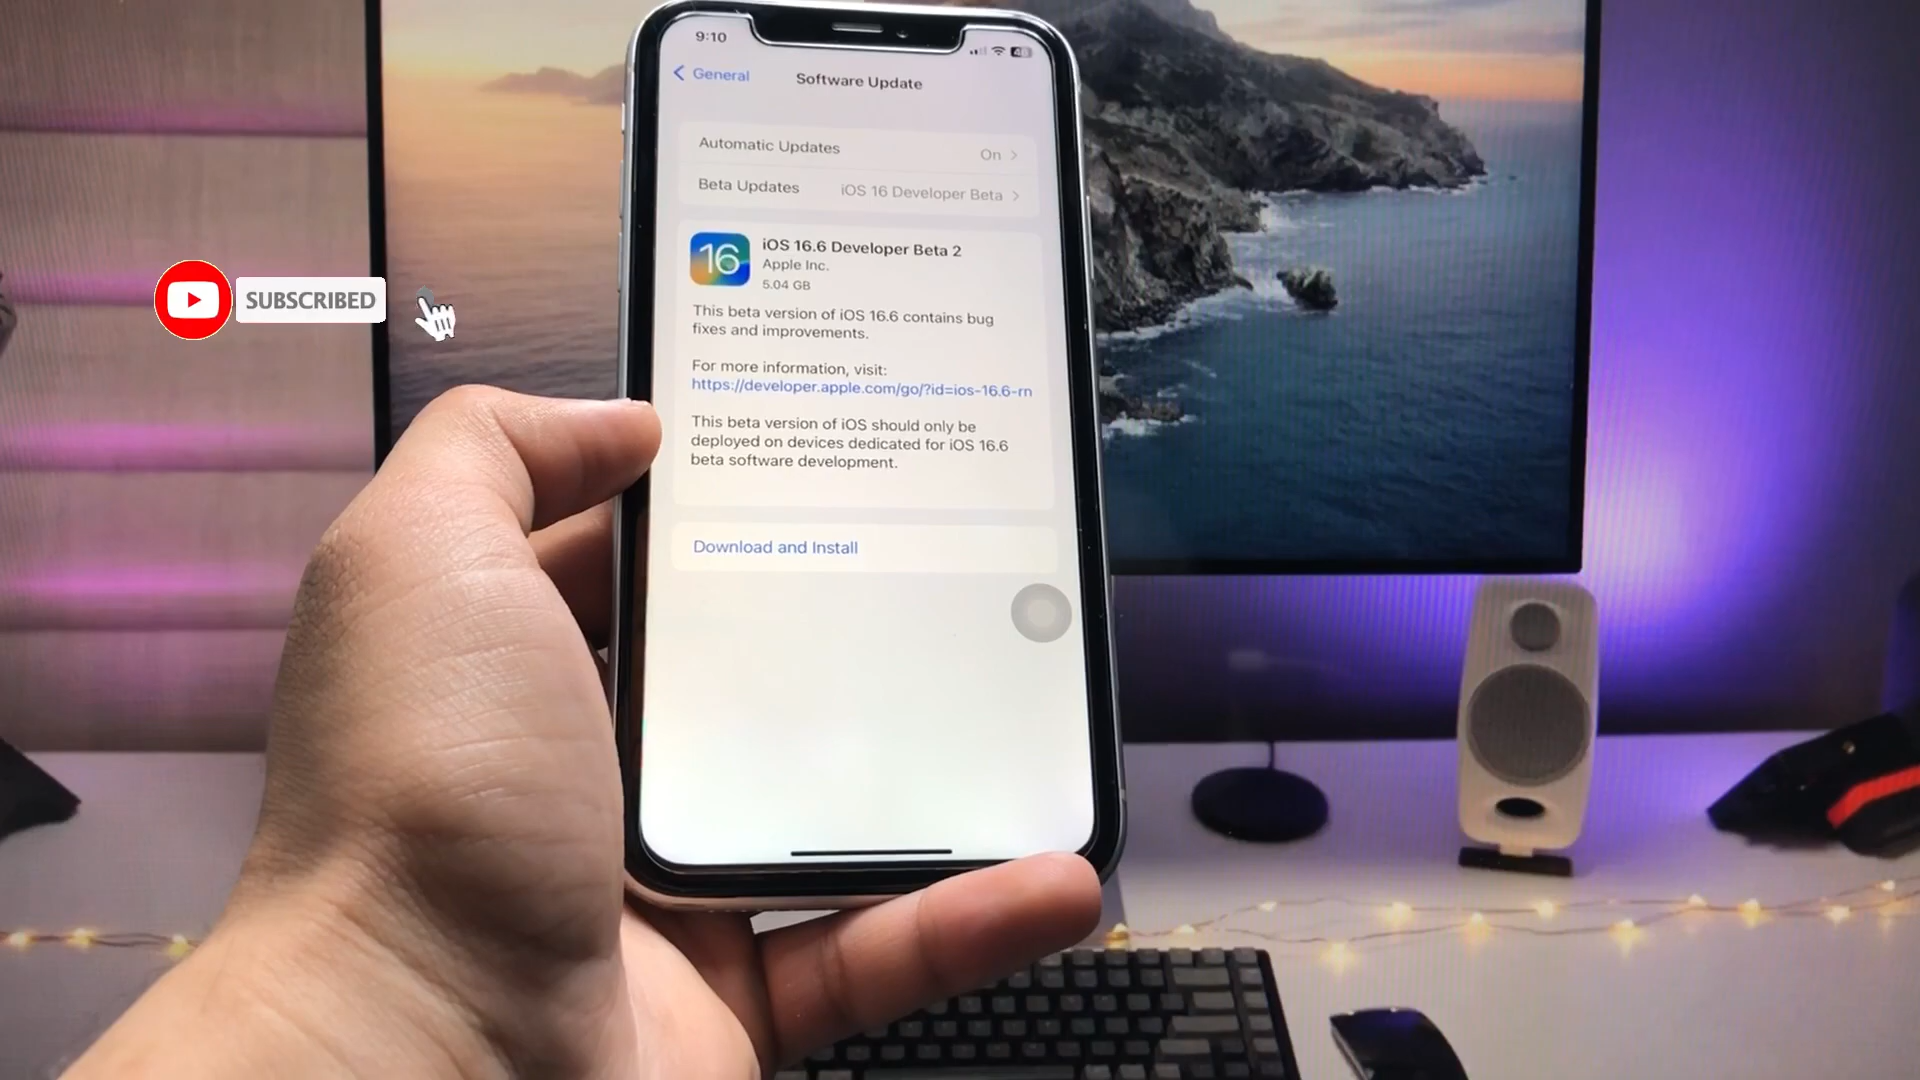 9:10
General
Software Update
Automatic Updates On
Beta Updates iOS 16 Developer Beta
16
iOS 16.6 Developer Beta 2
Apple Inc.
5.04 GB
This beta version of iOS 16.6 contains bug
fixes and improvements.
For more information, visit:
https://developer.apple.com/go/?id=ios-16.6-rn
This beta version of iOS should only be
deployed on devices dedicated for iOS 16.6
beta software development.
Download and Install
SUBSCRIBED